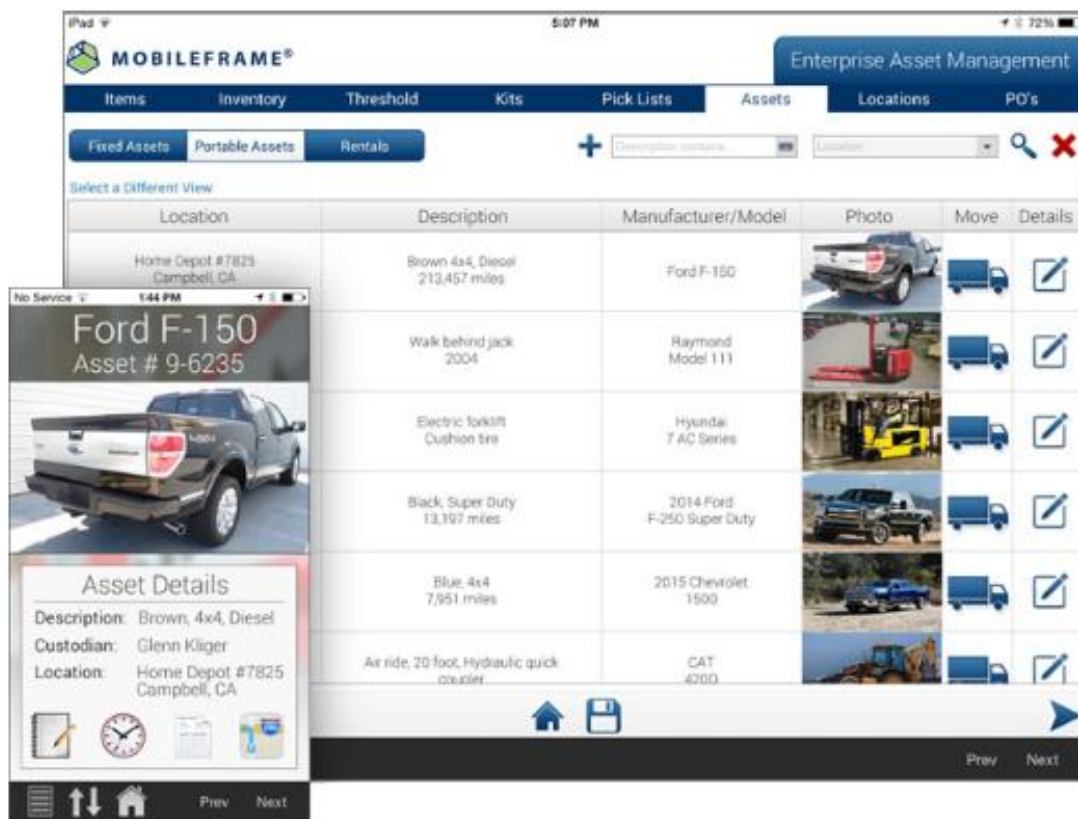 iPad
5:07 PM
72%
MOBILEFRAME®
Enterprise Asset Management
Items Inventory Threshold Kits Pick Lists Assets Locations PO's
Fixed Assets Portable Assets Rentals
Description contains...
Location
Select a Different View
Location Description Manufacturer/Model Photo Move Details
Home Depot #7825
Campbell, CA
Brown 4x4, Diesel
213,457 miles
Ford F-150
Walk behind jack
2004
Raymond
Model 111
Electric forklift
Cushion tire
Hyundai
7 AC Series
Black, Super Duty
13,197 miles
2014 Ford
F-250 Super Duty
Blue, 4x4
7,951 miles
2015 Chevrolet
1500
Air ride, 20 foot, Hydraulic quick
coupler
CAT
420D
Prev Next
No Service
1:44 PM
Ford F-150
Asset # 9-6235
Asset Details
Description: Brown, 4x4, Diesel
Custodian: Glenn Kliger
Location: Home Depot #7825
Campbell, CA
Prev Next